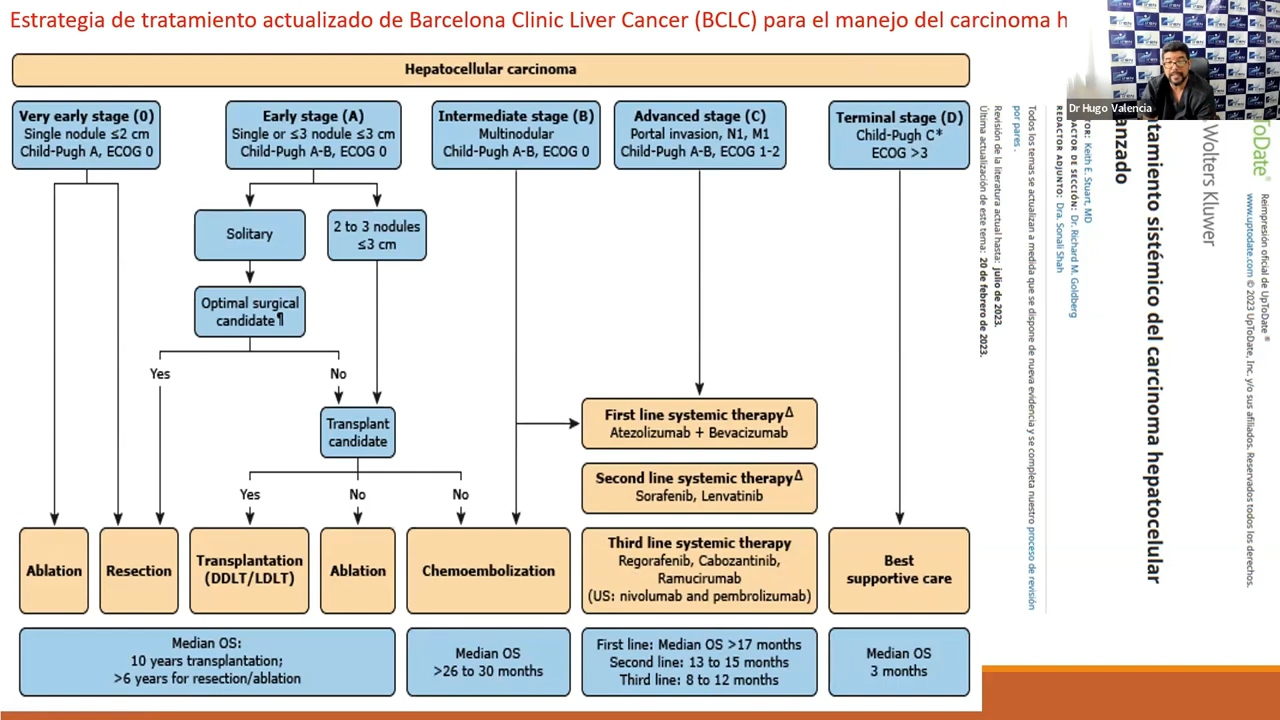 Estrategia de tratamiento actualizado de Barcelona Clinic Liver Cancer (BCLC) para el manejo del carcinoma h
Hepatocellular carcinoma
Very early stage (0)
Single nodule ≤2 cm
Child-Pugh A, ECOG 0
Early stage (A)
Single or ≤3 nodule ≤3 cm
Child-Pugh A-B, ECOG 0
Intermediate stage (B)
Multinodular
Child-Pugh A-B, ECOG 0
Advanced stage (C)
Portal invasion, N1, M1
Child-Pugh A-B, ECOG 1-2
Terminal stage (D)
Child-Pugh C*
ECOG >3
Solitary
2 to 3 nodules
≤3 cm
Optimal surgical
candidate¶
Yes
No
Transplant
candidate
Yes
No
No
First line systemic therapyΔ
Atezolizumab + Bevacizumab
Second line systemic therapyΔ
Sorafenib, Lenvatinib
Third line systemic therapy
Regorafenib, Cabozantinib,
Ramucirumab
(US: nivolumab and pembrolizumab)
Ablation
Resection
Transplantation
(DDLT/LDLT)
Ablation
Chemoembolization
Best
supportive care
Median OS:
10 years transplantation;
>6 years for resection/ablation
Median OS
>26 to 30 months
First line: Median OS >17 months
Second line: 13 to 15 months
Third line: 8 to 12 months
Median OS
3 months
Dr Hugo Valencia
Reimpresión oficial de UpToDate®
www.uptodate.com © 2023 UpToDate, Inc. y/o sus afiliados. Reservados todos los derechos.
ToDate®
Wolters Kluwer
tamiento sistémico del carcinoma hepatocelular
anzado
TOR: Keith E. Stuart, MD
DACTOR DE SECCIÓN: Dr. Richard M. Goldberg
REDACTOR ADJUNTO: Dra. Sonali Shah
Todos los temas se actualizan a medida que se dispone de nueva evidencia y se completa nuestro proceso de revisión
por pares .
Revisión de la literatura actual hasta: julio de 2023.
Última actualización de este tema: 20 de febrero de 2023.